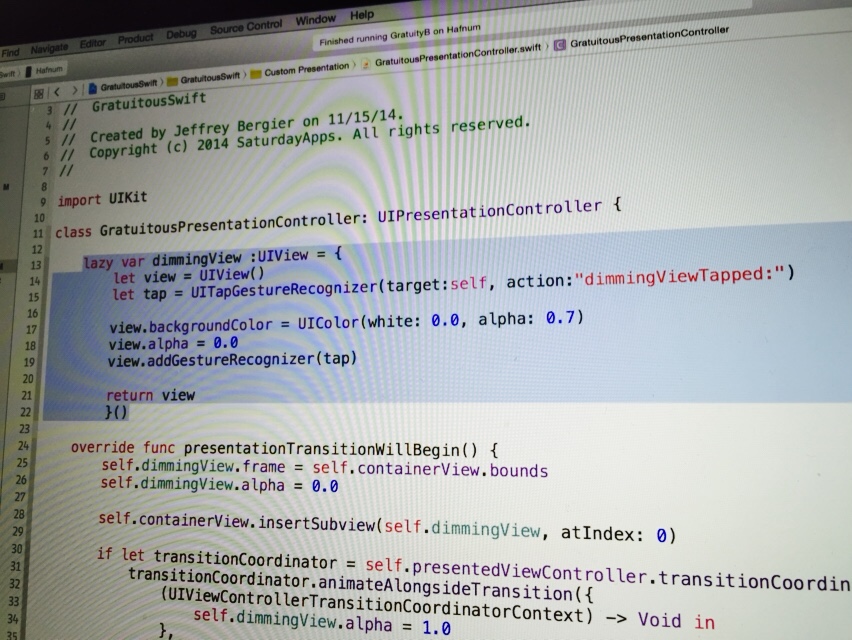 Find Navigate Editor Product Debug Source Control Window Help
Finished running GratuityB on Hafnum
Swift Hafnum
GratuitousSwift GratuitousSwift Custom Presentation GratuitousPresentationController.swift C GratuitousPresentationController
3 // GratuitousSwift
4 //
5 // Created by Jeffrey Bergier on 11/15/14.
6 // Copyright (c) 2014 SaturdayApps. All rights reserved.
7 //
8
9 import UIKit
10
11 class GratuitousPresentationController: UIPresentationController {
12
13 lazy var dimmingView :UIView = {
14 let view = UIView()
15 let tap = UITapGestureRecognizer(target:self, action:"dimmingViewTapped:")
16
17 view.backgroundColor = UIColor(white: 0.0, alpha: 0.7)
18 view.alpha = 0.0
19 view.addGestureRecognizer(tap)
20
21 return view
22 }()
23
24 override func presentationTransitionWillBegin() {
25 self.dimmingView.frame = self.containerView.bounds
26 self.dimmingView.alpha = 0.0
27
28 self.containerView.insertSubview(self.dimmingView, atIndex: 0)
29
30 if let transitionCoordinator = self.presentedViewController.transitionCoordin
31 transitionCoordinator.animateAlongsideTransition({
32 (UIViewControllerTransitionCoordinatorContext) -> Void in
33 self.dimmingView.alpha = 1.0
34 },
35
M